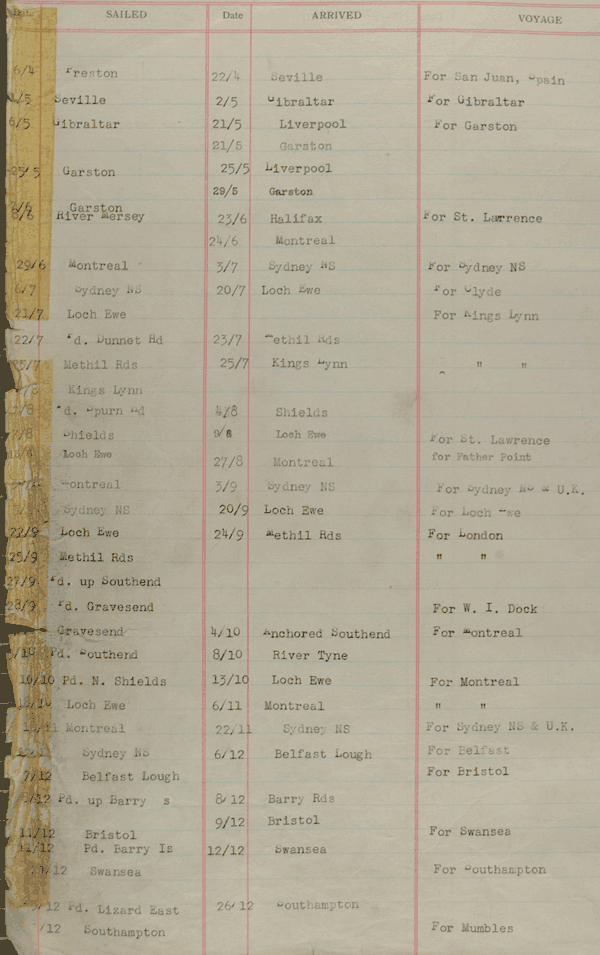 Date SAILED Date ARRIVED VOYAGE
6/4 Preston 22/4 Seville For San Juan, Spain
Seville 2/5 Gibraltar For Gibraltar
6/5 Gibraltar 21/5 Liverpool For Garston
21/5 Garston
25/5 Garston 25/5 Liverpool
29/5 Garston
Garston
8/6 River Mersey 23/6 Halifax For St. Lawrence
24/6 Montreal
29/6 Montreal 3/7 Sydney NS For Sydney NS
6/7 Sydney NS 20/7 Loch Ewe For Clyde
21/7 Loch Ewe For Kings Lynn
22/7 Pd. Dunnet Hd 23/7 Methil Rds
25/7 Methil Rds 25/7 Kings Lynn " "
Kings Lynn
Pd. Spurn Hd 4/8 Shields
Shields 9/8 Loch Ewe For St. Lawrence
Loch Ewe 27/8 Montreal for Father Point
Montreal 3/9 Sydney NS For Sydney NS & U.K.
Sydney NS 20/9 Loch Ewe For Loch Ewe
22/9 Loch Ewe 24/9 Methil Rds For London
25/9 Methil Rds " "
27/9 Pd. up Southend
28/9 Pd. Gravesend For W. I. Dock
Gravesend 4/10 Anchored Southend For Montreal
Pd. Southend 8/10 River Tyne
10/10 Pd. N. Shields 13/10 Loch Ewe For Montreal
Loch Ewe 6/11 Montreal " "
Montreal 22/11 Sydney NS For Sydney NS & U.K.
Sydney NS 6/12 Belfast Lough For Belfast
7/12 Belfast Lough For Bristol
Pd. up Barry s 8/12 Barry Rds
9/12 Bristol
11/12 Bristol For Swansea
11/12 Pd. Barry Is 12/12 Swansea
Swansea For Southampton
Pd. Lizard East 26/12 Southampton
Southampton For Mumbles